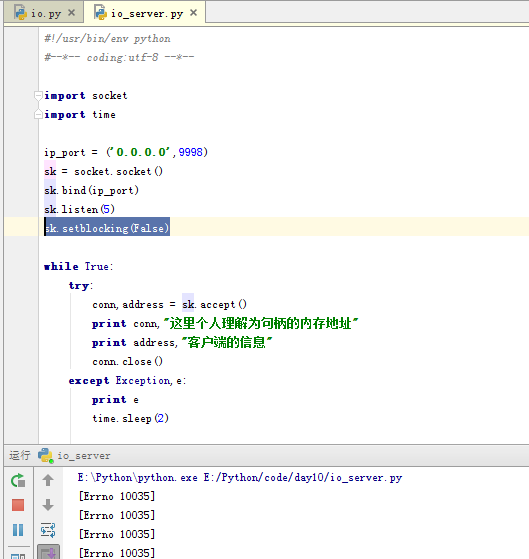 io.py
io_server.py
#!/usr/bin/env python
#--*-- coding:utf-8 --*--
import socket
import time
ip_port = ('0.0.0.0',9998)
sk = socket.socket()
sk.bind(ip_port)
sk.listen(5)
sk.setblocking(False)
while True:
try:
conn,address = sk.accept()
print conn,"这里个人理解为句柄的内存地址"
print address,"客户端的信息"
conn.close()
except Exception,e:
print e
time.sleep(2)
运行 io_server
E:\Python\python.exe E:/Python/code/day10/io_server.py
[Errno 10035]
[Errno 10035]
[Errno 10035]
[Errno 10035]